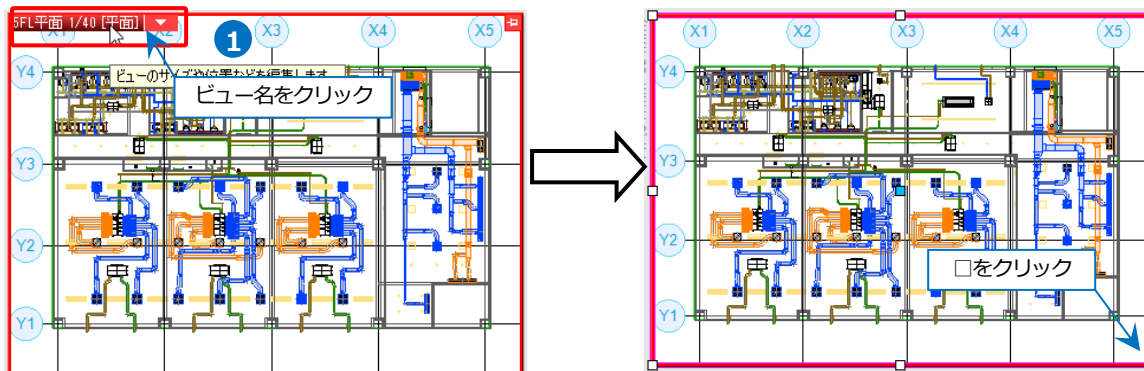 5FL平面 1/40 [平面]
1
X1 X2 X3 X4 X5
ビューのサイズや位置などを編集します
ビュー名をクリック
Y4
Y3
Y2
Y1
X1 X2 X3 X4 X5
Y4
Y3
Y2
□をクリック
Y1